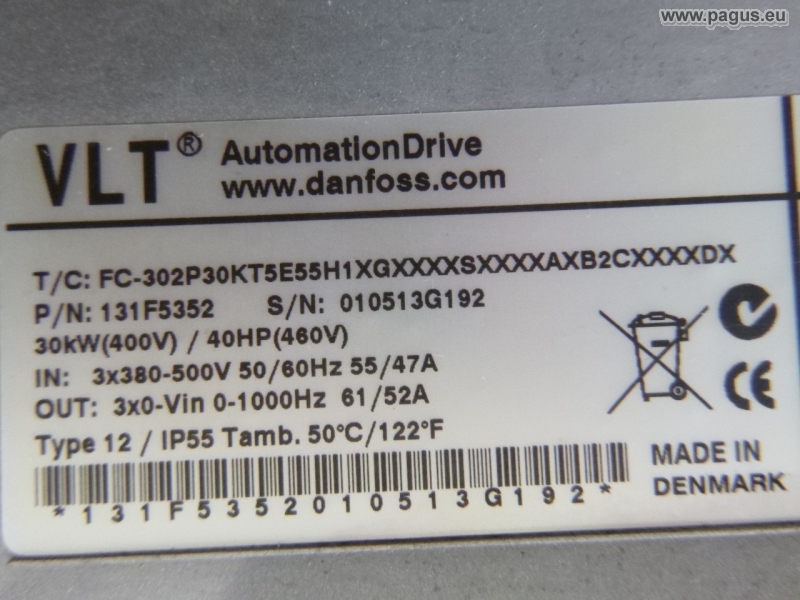 www.pagus.eu
VLT® AutomationDrive
www.danfoss.com
T/C: FC-302P30KT5E55H1XGXXXXSXXXXAXB2CXXXXDX
P/N: 131F5352 S/N: 010513G192
30kW(400V) / 40HP(460V)
IN: 3x380-500V 50/60Hz 55/47A
OUT: 3x0-Vin 0-1000Hz 61/52A
Type 12 / IP55 Tamb. 50°C/122°F
CE
*131F5352010513G192*
MADE IN
DENMARK